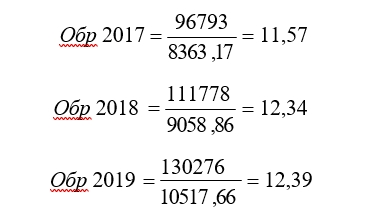 Обр 2017 = 96793 / 8363,17 = 11,57
Обр 2018 = 111778 / 9058,86 = 12,34
Обр 2019 = 130276 / 10517,66 = 12,39